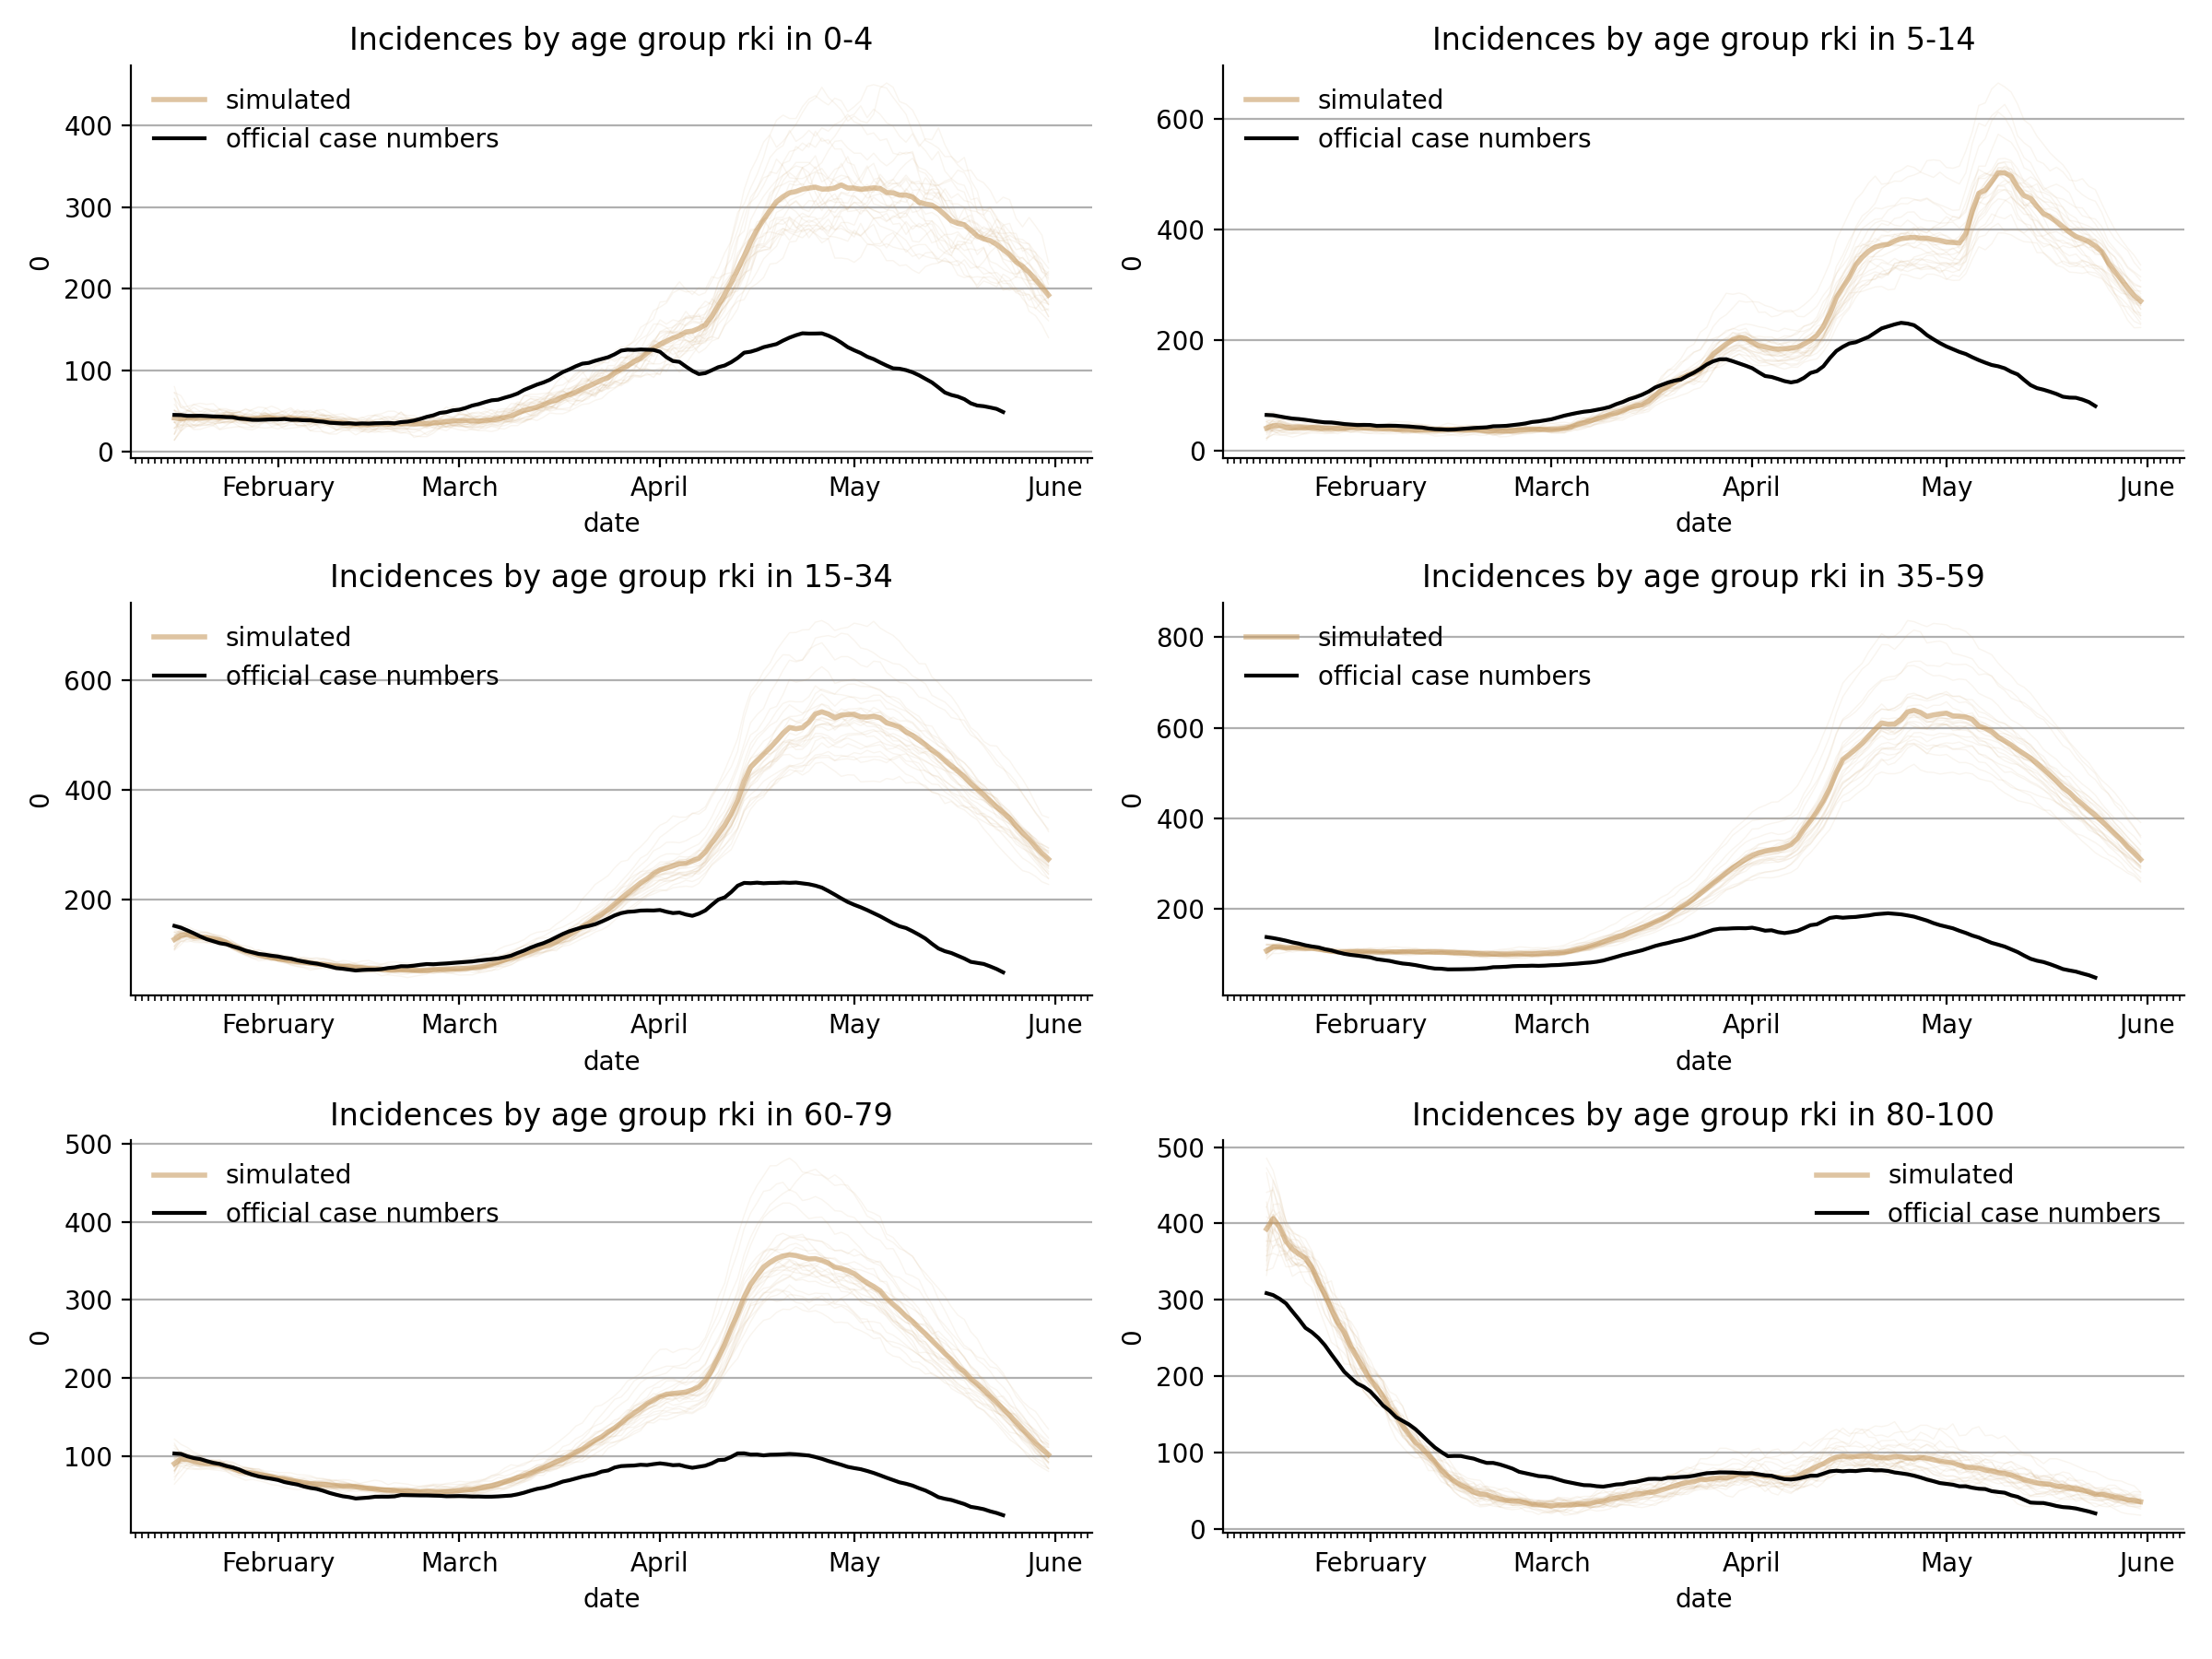 Incidences by age group rki in 0-4
simulated
official case numbers
400
300
200
100
0
0
February March April May June
date
Incidences by age group rki in 5-14
simulated
official case numbers
600
400
200
0
0
February March April May June
date
Incidences by age group rki in 15-34
simulated
official case numbers
600
400
200
0
February March April May June
date
Incidences by age group rki in 35-59
simulated
official case numbers
800
600
400
200
0
February March April May June
date
Incidences by age group rki in 60-79
simulated
official case numbers
500
400
300
200
100
0
February March April May June
date
Incidences by age group rki in 80-100
simulated
official case numbers
500
400
300
200
100
0
0
February March April May June
date